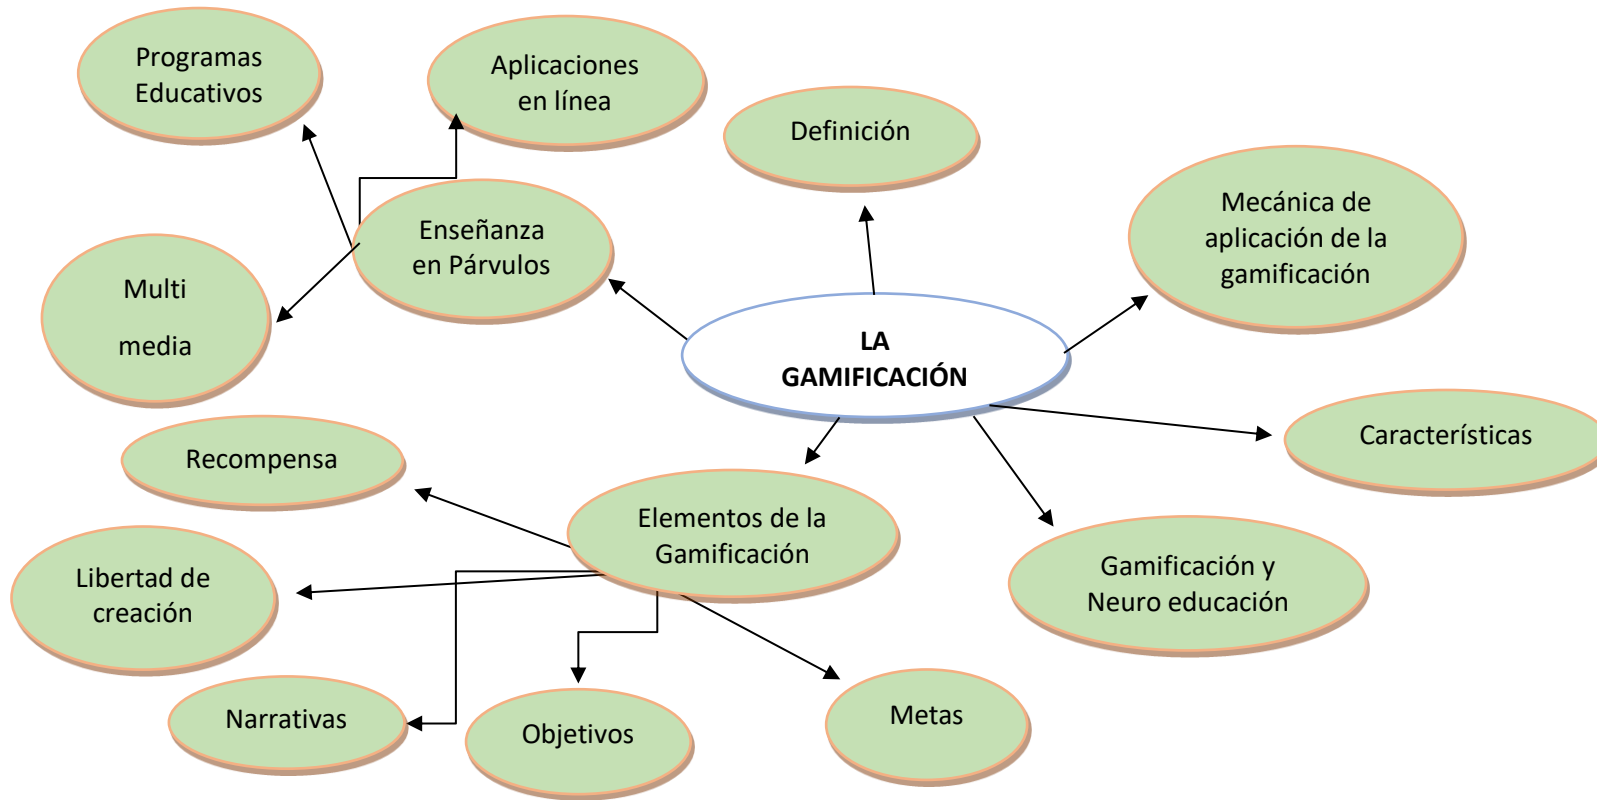 Programas
Educativos
Aplicaciones
en línea
Definición
Mecánica de
aplicación de la
gamificación
Enseñanza
en Párvulos
Multi
media
LA
GAMIFICACIÓN
Características
Recompensa
Elementos de la
Gamificación
Gamificación y
Neuro educación
Libertad de
creación
Narrativas
Objetivos
Metas